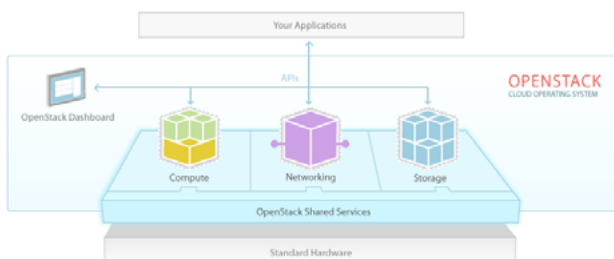 Your Applications
APIs
OPENSTACK
CLOUD OPERATING SYSTEM
OpenStack Dashboard
Compute
Networking
Storage
OpenStack Shared Services
Standard Hardware